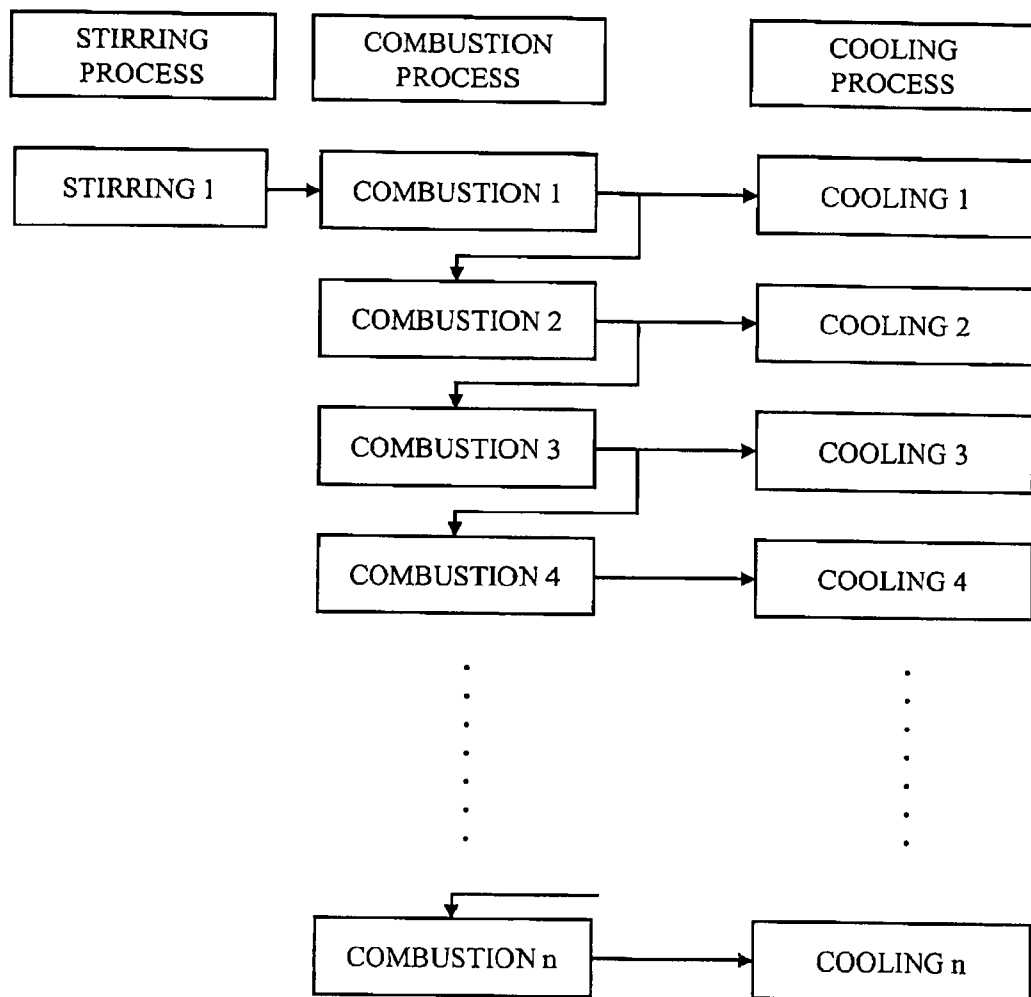 STIRRING
PROCESS
COMBUSTION
PROCESS
COOLING
PROCESS
STIRRING 1
COMBUSTION 1
COOLING 1
COMBUSTION 2
COOLING 2
COMBUSTION 3
COOLING 3
COMBUSTION 4
COOLING 4
COMBUSTION n
COOLING n